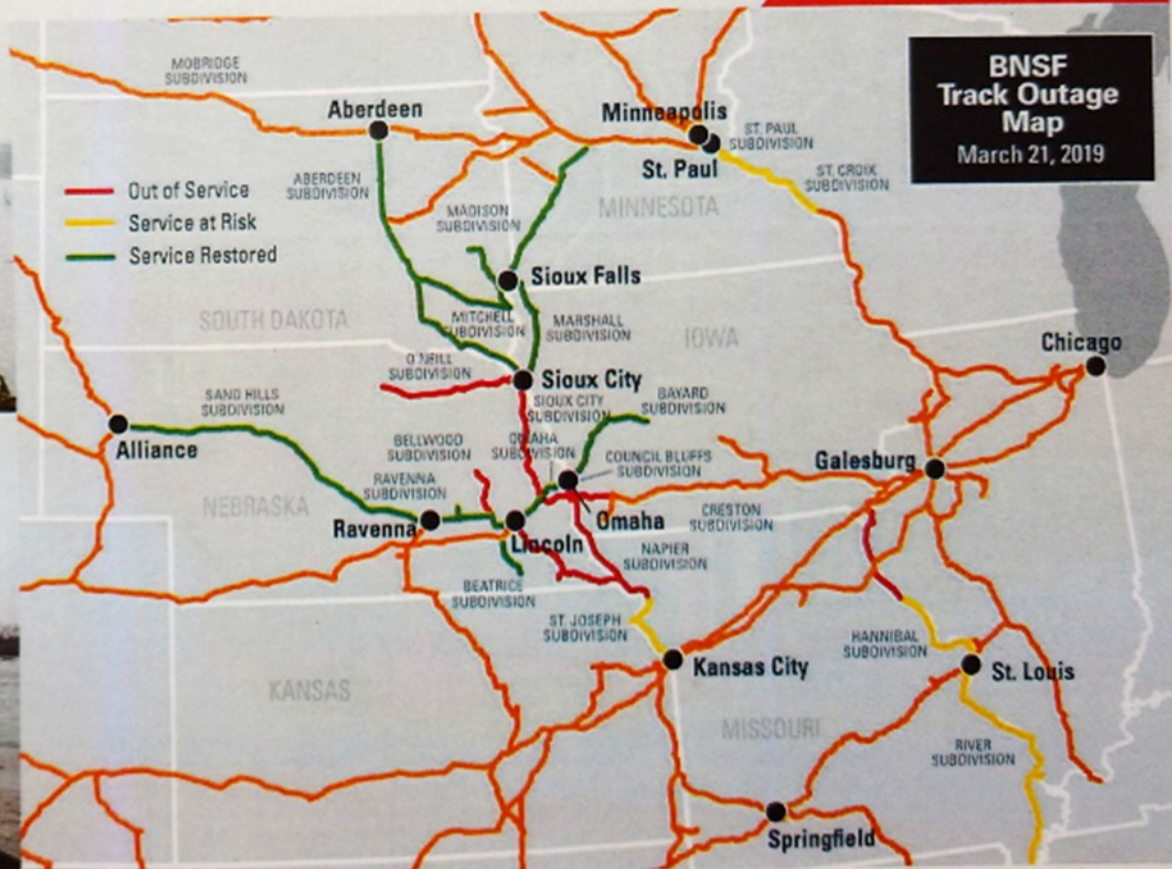 BNSF
Track Outage
Map
March 21, 2019
MOBRIDGE
SUBDIVISION
Aberdeen
Minneapolis
ST. PAUL
SUBDIVISION
St. Paul
ST. CROIX
SUBDIVISION
ABERDEEN
SUBDIVISION
Out of Service
Service at Risk
Service Restored
MADISON
SUBDIVISION
MINNESOTA
Sioux Falls
SOUTH DAKOTA
MITCHELL
SUBDIVISION
MARSHALL
SUBDIVISION
IOWA
Chicago
O'NEILL
SUBDIVISION
Sioux City
SIOUX CITY
SUBDIVISION
BAYARD
SUBDIVISION
SAND HILLS
SUBDIVISION
Alliance
BELLWOOD
SUBDIVISION
OMAHA
SUBDIVISION
COUNCIL BLUFFS
SUBDIVISION
Galesburg
RAVENNA
SUBDIVISION
NEBRASKA
Ravenna
Lincoln
Omaha
CRESTON
SUBDIVISION
NAPIER
SUBDIVISION
BEATRICE
SUBDIVISION
ST. JOSEPH
SUBDIVISION
HANNIBAL
SUBDIVISION
Kansas City
St. Louis
KANSAS
MISSOURI
RIVER
SUBDIVISION
Springfield